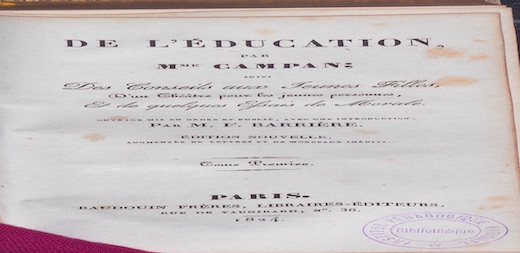 DE L'ÉDUCATION,
PAR
MME CAMPAN;
SUIVI
Des Conseils aux Jeunes Filles,
D'un Théâtre pour les jeunes personnes,
Et de quelques Essais de Morale.
OUVRAGE MIS EN ORDRE ET PUBLIÉ, AVEC UNE INTRODUCTION,
PAR M. F. BARRIÈRE.
ÉDITION NOUVELLE,
AUGMENTÉE DE LETTRES ET DE MORCEAUX INÉDITS.
Tome Premier.
PARIS.
BAUDOUIN FRÈRES, LIBRAIRES-ÉDITEURS,
RUE DE VAUGIRARD, No. 36.
1824.
PEDAGOGIQUE
Bibliothèque